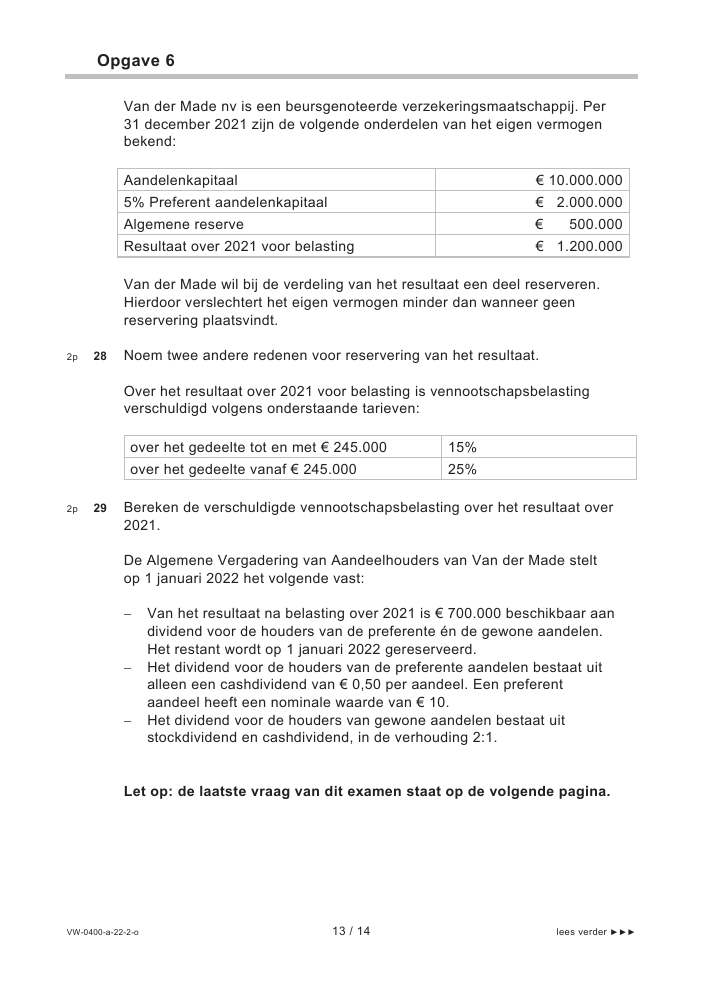 Opgave 6
Van der Made nv is een beursgenoteerde verzekeringsmaatschappij. Per
31 december 2021 zijn de volgende onderdelen van het eigen vermogen
bekend:
Aandelenkapitaal € 10.000.000
5% Preferent aandelenkapitaal € 2.000.000
Algemene reserve € 500.000
Resultaat over 2021 voor belasting € 1.200.000
Van der Made wil bij de verdeling van het resultaat een deel reserveren.
Hierdoor verslechtert het eigen vermogen minder dan wanneer geen
reservering plaatsvindt.
2p 28 Noem twee andere redenen voor reservering van het resultaat.
Over het resultaat over 2021 voor belasting is vennootschapsbelasting
verschuldigd volgens onderstaande tarieven:
over het gedeelte tot en met € 245.000 15%
over het gedeelte vanaf € 245.000 25%
2p 29 Bereken de verschuldigde vennootschapsbelasting over het resultaat over
2021.
De Algemene Vergadering van Aandeelhouders van Van der Made stelt
op 1 januari 2022 het volgende vast:
– Van het resultaat na belasting over 2021 is € 700.000 beschikbaar aan
dividend voor de houders van de preferente én de gewone aandelen.
Het restant wordt op 1 januari 2022 gereserveerd.
– Het dividend voor de houders van de preferente aandelen bestaat uit
alleen een cashdividend van € 0,50 per aandeel. Een preferent
aandeel heeft een nominale waarde van € 10.
– Het dividend voor de houders van gewone aandelen bestaat uit
stockdividend en cashdividend, in de verhouding 2:1.
Let op: de laatste vraag van dit examen staat op de volgende pagina.
VW-0400-a-22-2-o 13 / 14 lees verder ►►►